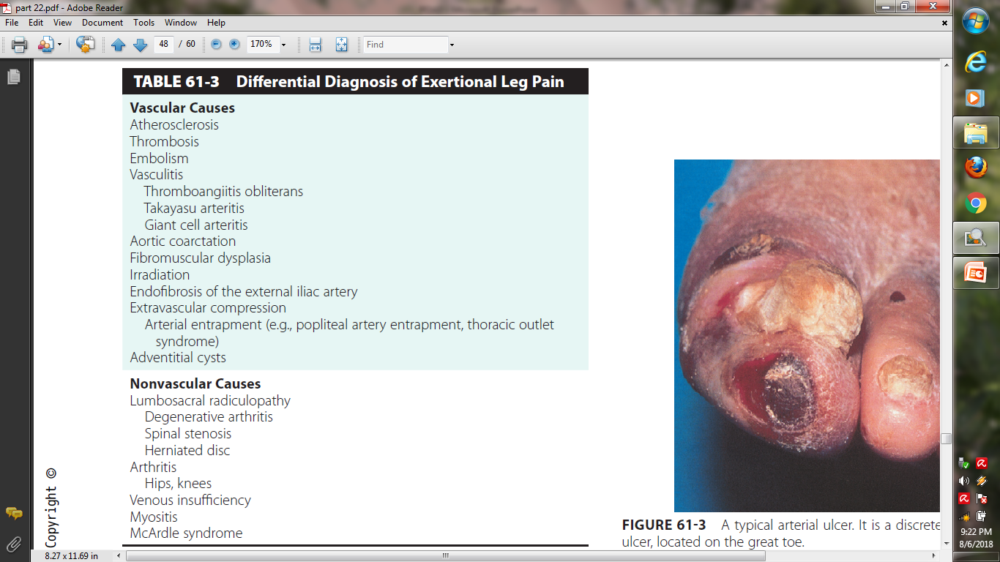 part 22.pdf - Adobe Reader
File Edit View Document Tools Window Help
48 / 60 170% Find
TABLE 61-3 Differential Diagnosis of Exertional Leg Pain
Vascular Causes
Atherosclerosis
Thrombosis
Embolism
Vasculitis
Thromboangiitis obliterans
Takayasu arteritis
Giant cell arteritis
Aortic coarctation
Fibromuscular dysplasia
Irradiation
Endofibrosis of the external iliac artery
Extravascular compression
Arterial entrapment (e.g., popliteal artery entrapment, thoracic outlet
syndrome)
Adventitial cysts
Nonvascular Causes
Lumbosacral radiculopathy
Degenerative arthritis
Spinal stenosis
Herniated disc
Arthritis
Hips, knees
Venous insufficiency
Myositis
McArdle syndrome
Copyright ©
FIGURE 61-3 A typical arterial ulcer. It is a discrete
ulcer, located on the great toe.
8.27 x 11.69 in
9:22 PM
8/6/2018